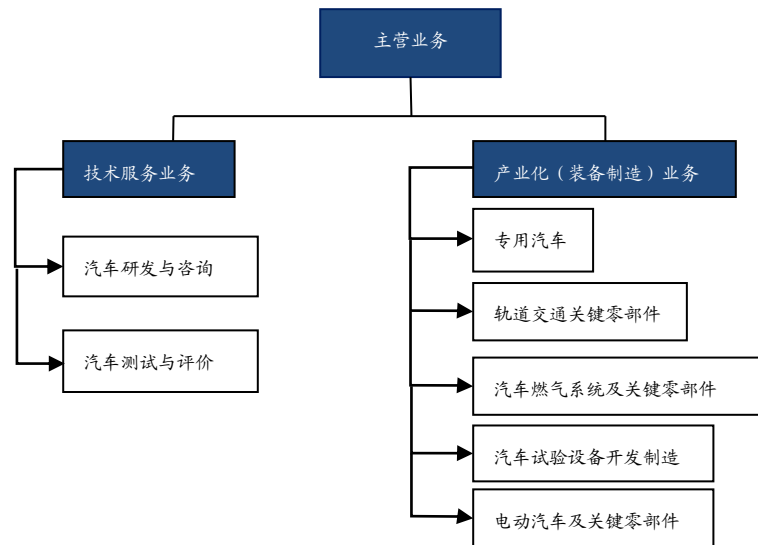 主营业务
技术服务业务
汽车研发与咨询
汽车测试与评价
产业化（装备制造）业务
专用汽车
轨道交通关键零部件
汽车燃气系统及关键零部件
汽车试验设备开发制造
电动汽车及关键零部件